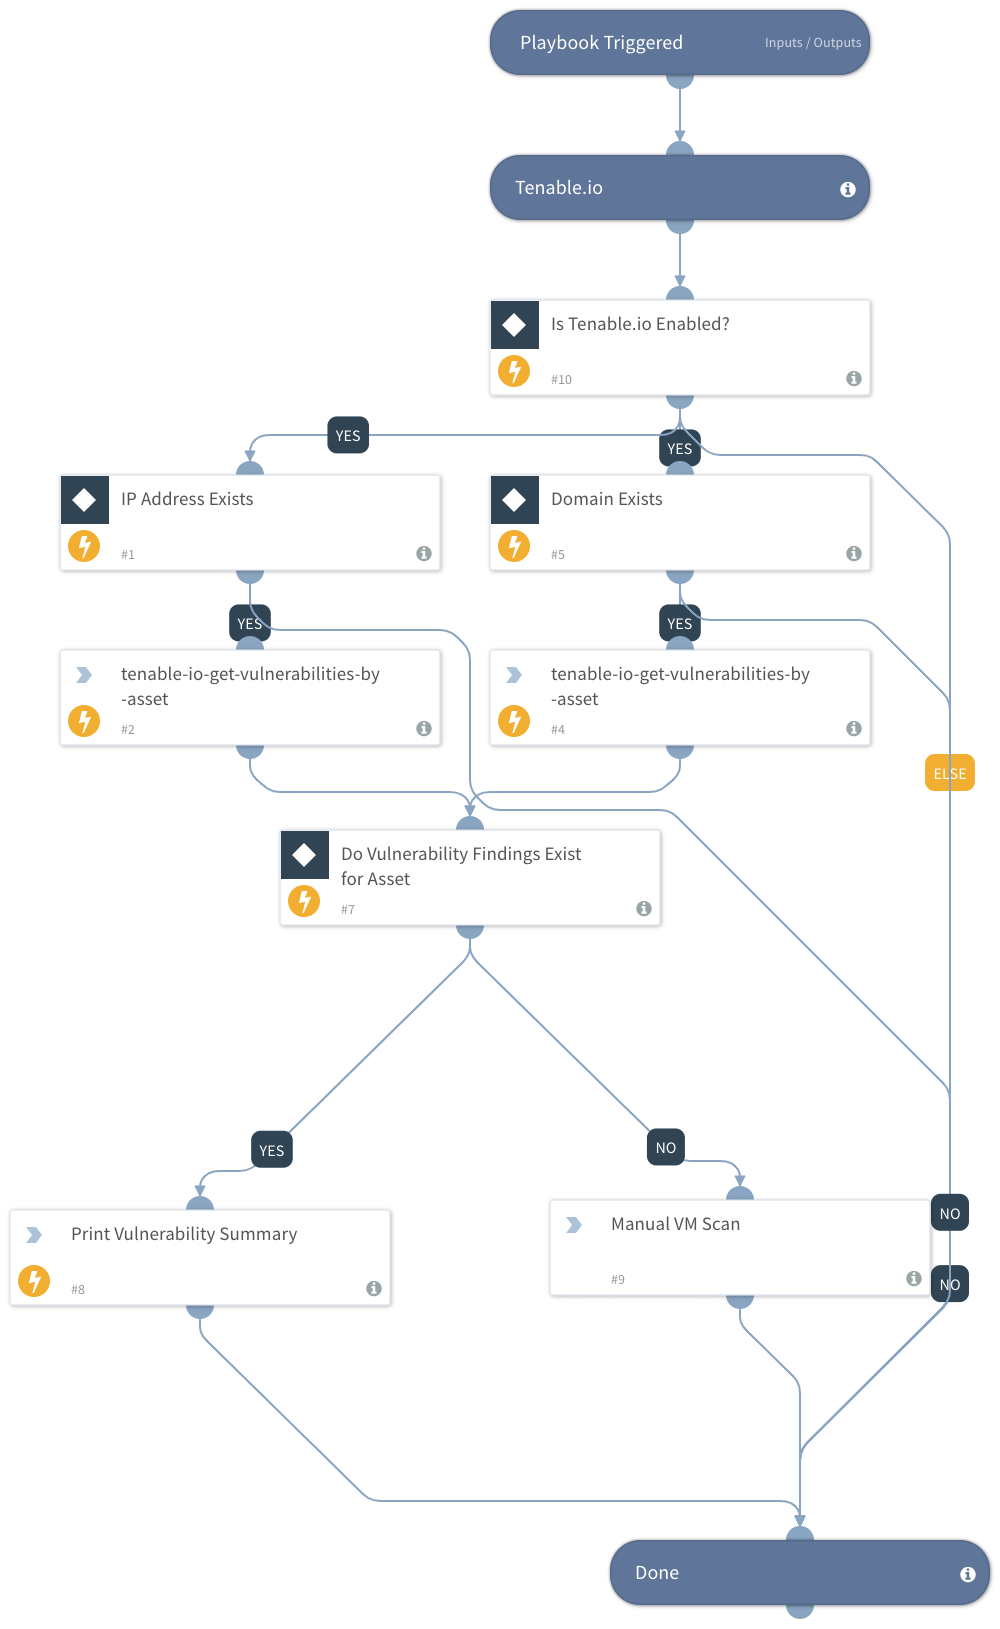 Playbook Triggered
Inputs / Outputs
Tenable.io
Is Tenable.io Enabled?
#10
YES
YES
IP Address Exists
#1
Domain Exists
#5
YES
YES
tenable-io-get-vulnerabilities-by
-asset
#2
tenable-io-get-vulnerabilities-by
-asset
#4
ELSE
Do Vulnerability Findings Exist
for Asset
#7
YES
NO
Print Vulnerability Summary
#8
Manual VM Scan
#9
NO
NO
Done